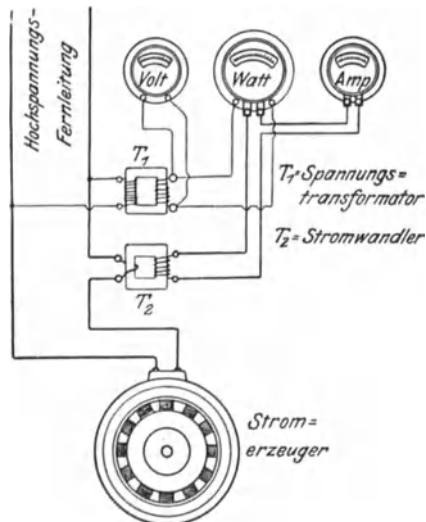 Hochspannungs-
Fernleitung
Volt
Watt
Amp
T1
T1=Spannungs=
transformator
T2=Stromwandler
T2
Strom=
erzeuger